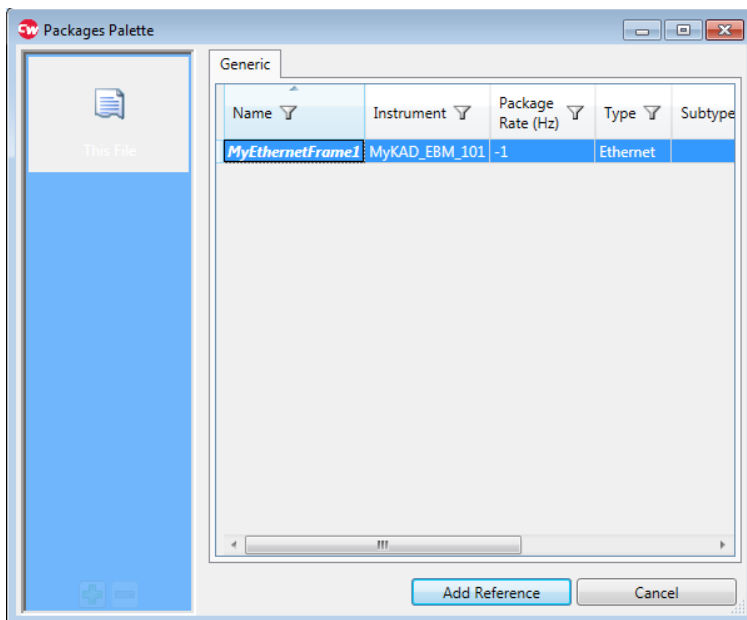 Packages Palette
This File
Generic
Name Instrument Package Rate (Hz) Type Subtype
MyEthernetFrame1 MyKAD_EBM_101 -1 Ethernet
Add Reference Cancel